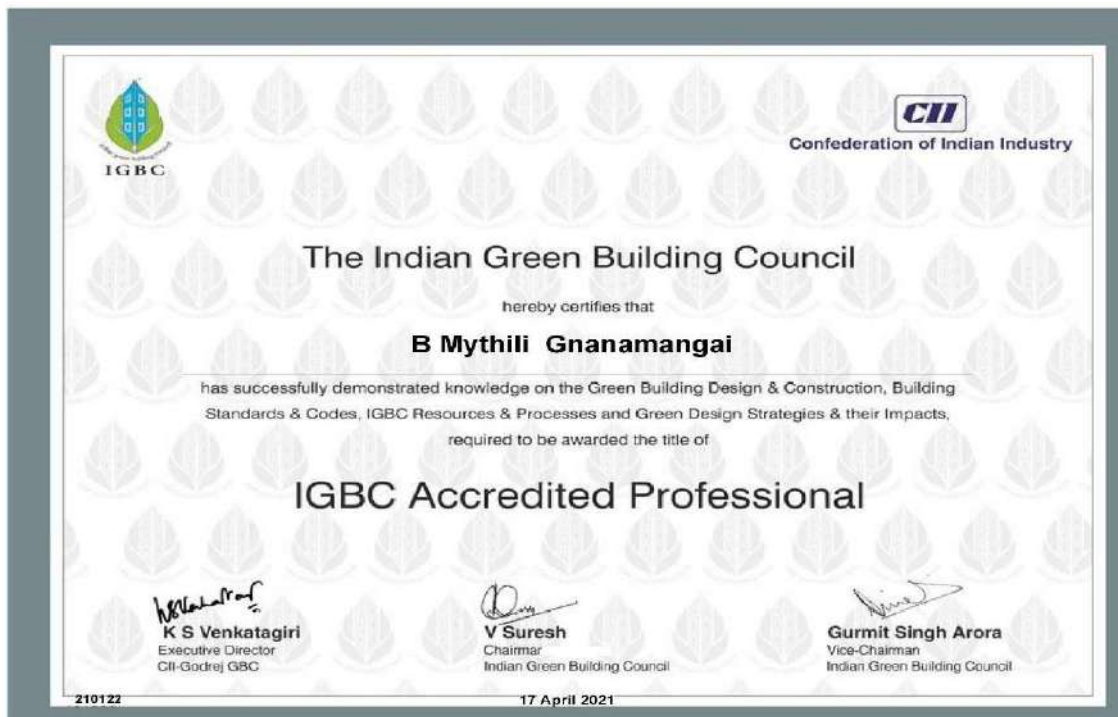 IGBC
CII
Confederation of Indian Industry
The Indian Green Building Council
hereby certifies that
B Mythili Gnanamangai
has successfully demonstrated knowledge on the Green Building Design & Construction, Building
Standards & Codes, IGBC Resources & Processes and Green Design Strategies & their Impacts,
required to be awarded the title of
IGBC Accredited Professional
K S Venkatagiri
Executive Director
CII-Godrej GBC
V Suresh
Chairman
Indian Green Building Council
Gurmit Singh Arora
Vice-Chairman
Indian Green Building Council
210122
17 April 2021